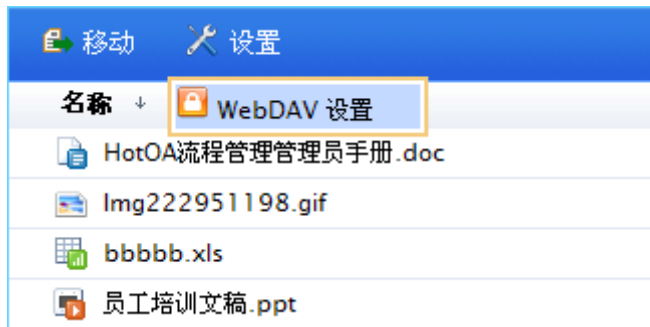 移动 设置
名称 ↓ WebDAV 设置
HotOA流程管理管理员手册.doc
Img222951198.gif
bbbbb.xls
员工培训文稿.ppt